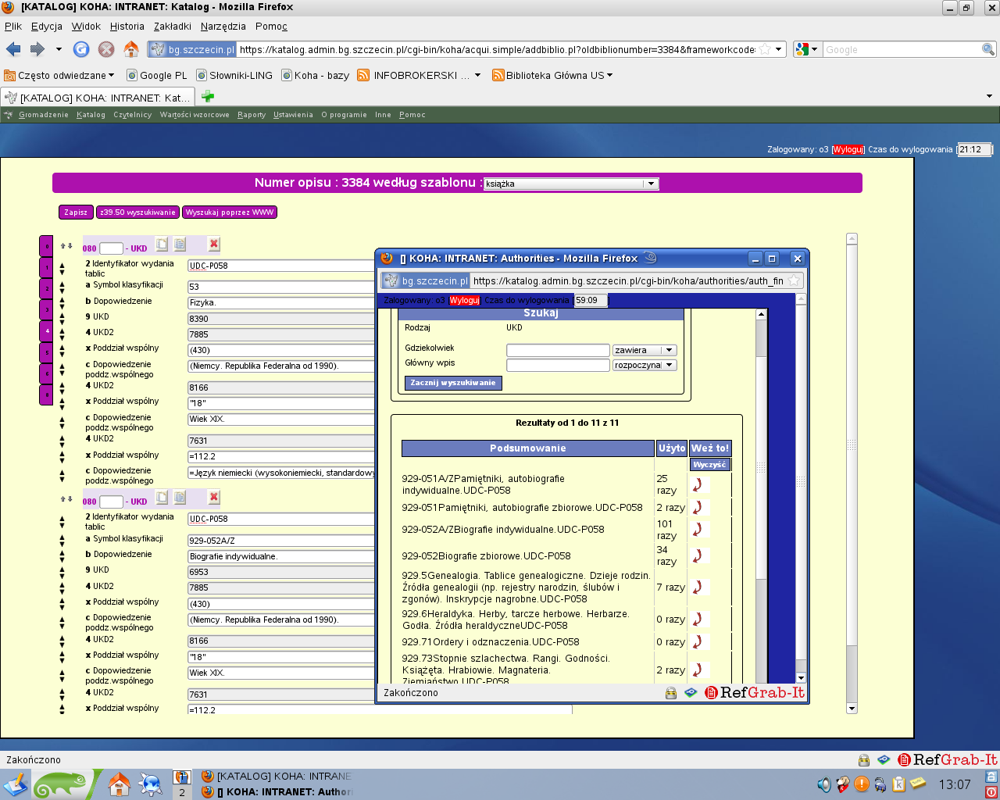 [KATALOG] KOHA: INTRANET: Katalog - Mozilla Firefox
Plik Edycja Widok Historia Zakładki Narzędzia Pomoc
bg.szczecin.pl https://katalog.admin.bg.szczecin.pl/cgi-bin/koha/acqui.simple/addbiblio.pl?oldbiblionumber=3384&frameworkcode=
Google
Często odwiedzane Google PL Słowniki-LING Koha - bazy INFOBROKERSKI ... Biblioteka Główna US
[KATALOG] KOHA: INTRANET: Kat...
Gromadzenie Katalog Czytelnicy Wartości wzorcowe Raporty Ustawienia O programie Inne Pomoc
Zalogowany: o3 [Wyloguj] Czas do wylogowania [21:12]
Numer opisu : 3384 według szablonu : książka
Zapisz z39.50 wyszukiwanie Wyszukaj poprzez WWW
0
1
2
3
4
5
6
8
080 - UKD
2 Identyfikator wydania tablic UDC-P058
a Symbol klasyfikacji 53
b Dopowiedzenie Fizyka.
9 UKD 8390
4 UKD2 7885
x Poddział wspólny (430)
c Dopowiedzenie poddz.wspólnego (Niemcy. Republika Federalna od 1990).
4 UKD2 8166
x Poddział wspólny "18"
c Dopowiedzenie poddz.wspólnego Wiek XIX.
4 UKD2 7631
x Poddział wspólny =112.2
c Dopowiedzenie poddz.wspólnego =Język niemiecki (wysokoniemiecki, standardowy
080 - UKD
2 Identyfikator wydania tablic UDC-P058
a Symbol klasyfikacji 929-052A/Z
b Dopowiedzenie Biografie indywidualne.
9 UKD 6953
4 UKD2 7885
x Poddział wspólny (430)
c Dopowiedzenie poddz.wspólnego (Niemcy. Republika Federalna od 1990).
4 UKD2 8166
x Poddział wspólny "18"
c Dopowiedzenie poddz.wspólnego Wiek XIX.
4 UKD2 7631
x Poddział wspólny =112.2
[] KOHA: INTRANET: Authorities - Mozilla Firefox
bg.szczecin.pl https://katalog.admin.bg.szczecin.pl/cgi-bin/koha/authorities/auth_fin
Zalogowany: o3 [Wyloguj] Czas do wylogowania [59:09]
Szukaj
Rodzaj UKD
Gdziekolwiek zawiera
Główny wpis rozpoczyna
Zacznij wyszukiwanie
Rezultaty od 1 do 11 z 11
Podsumowanie Użyto Weź to!
Wyczyść
929-051A/ZPamiętniki, autobiografie indywidualne.UDC-P058 25 razy
929-051Pamiętniki, autobiografie zbiorowe.UDC-P058 2 razy
929-052A/ZBiografie indywidualne.UDC-P058 101 razy
929-052Biografie zbiorowe.UDC-P058 34 razy
929.5Genealogia. Tablice genealogiczne. Dzieje rodzin. Źródła genealogii (np. rejestry narodzin, ślubów i zgonów). Inskrypcje nagrobne.UDC-P058 7 razy
929.6Heraldyka. Herby, tarcze herbowe. Herbarze. Godła. Źródła heraldyczneUDC-P058 0 razy
929.71Ordery i odznaczenia.UDC-P058 0 razy
929.73Stopnie szlachectwa. Rangi. Godności. Książęta. Hrabiowie. Magnateria. Ziemiaństwo.UDC-P058 2 razy
Zakończono RefGrab-It
Zakończono RefGrab-It
1
2
[KATALOG] KOHA: INTRANE
[] KOHA: INTRANET: Author
13:07